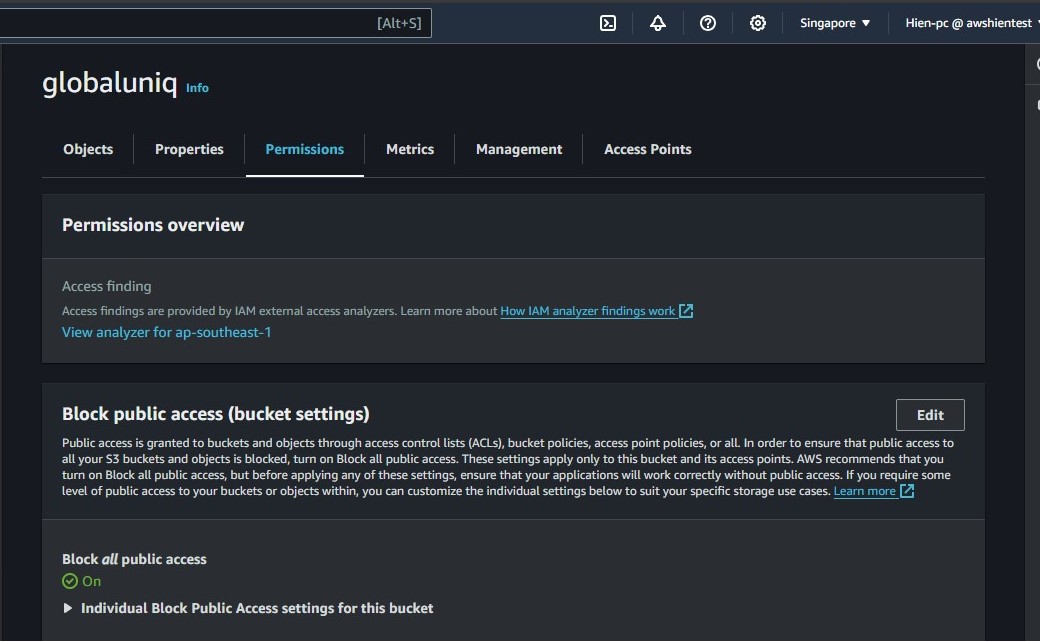 [Alt+S]
Singapore
Hien-pc @ awshientest
globaluniq Info
Objects
Properties
Permissions
Metrics
Management
Access Points
Permissions overview
Access finding
Access findings are provided by IAM external access analyzers. Learn more about How IAM analyzer findings work
View analyzer for ap-southeast-1
Block public access (bucket settings)
Edit
Public access is granted to buckets and objects through access control lists (ACLs), bucket policies, access point policies, or all. In order to ensure that public access to
all your S3 buckets and objects is blocked, turn on Block all public access. These settings apply only to this bucket and its access points. AWS recommends that you
turn on Block all public access, but before applying any of these settings, ensure that your applications will work correctly without public access. If you require some
level of public access to your buckets or objects within, you can customize the individual settings below to suit your specific storage use cases. Learn more
Block all public access
On
Individual Block Public Access settings for this bucket